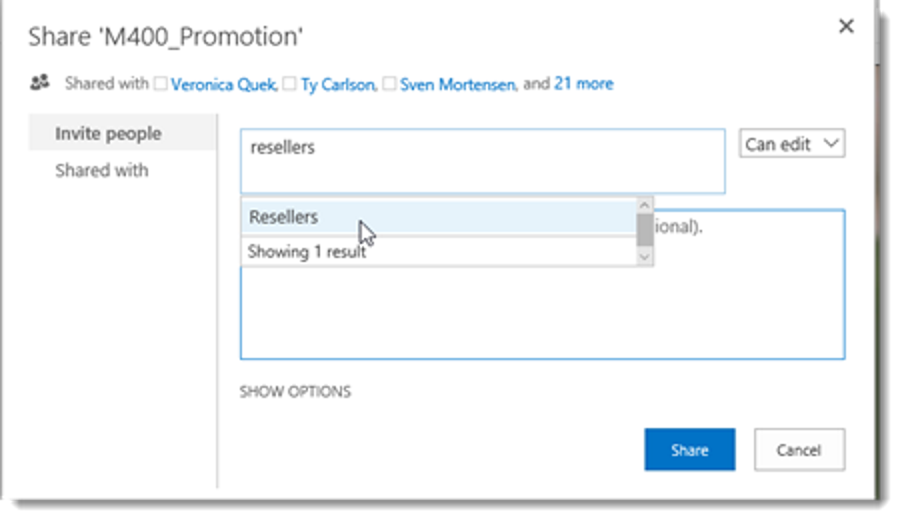 Share 'M400_Promotion'
Shared with Veronica Quek, Ty Carlson, Sven Mortensen, and 21 more
Invite people
Shared with
resellers
Can edit
Resellers
Showing 1 result
ional).
SHOW OPTIONS
Share Cancel